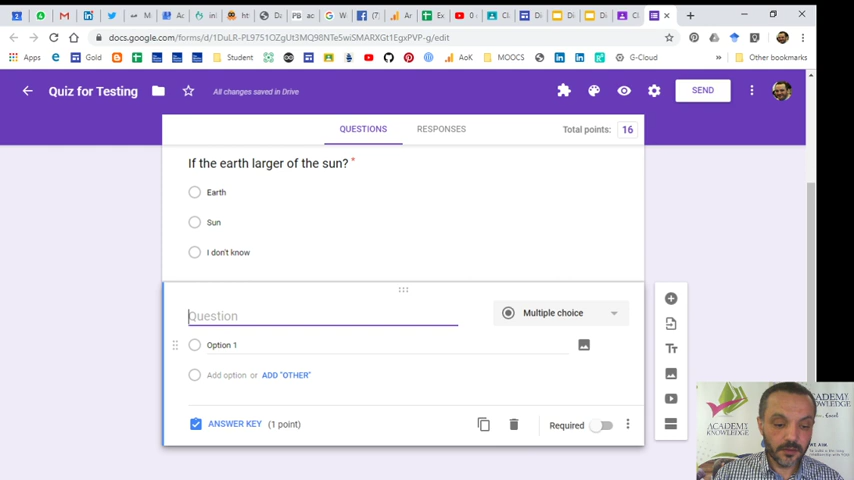 docs.google.com/forms/d/1DuLR-PL9751OZgUt3MQ98NTe5wiSMARXGt1EgxPVP-g/edit
Apps Gold Student AoK MOOCS G-Cloud » Other bookmarks
Quiz for Testing All changes saved in Drive SEND
QUESTIONS RESPONSES Total points: 16
If the earth larger of the sun? *
Earth
Sun
I don't know
Question Multiple choice
Option 1
Add option or ADD "OTHER"
ANSWER KEY (1 point) Required
ACADEMY
KNOWLEDGE
WE AIM